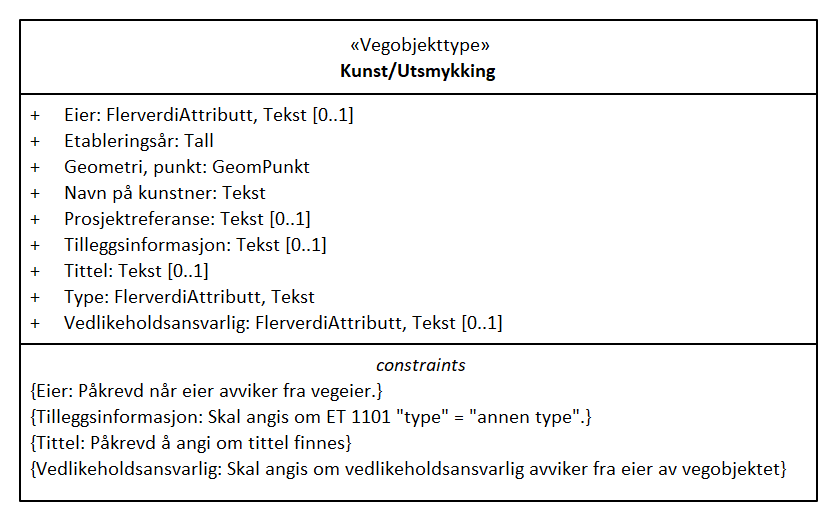 «Vegobjekttype»
Kunst/Utsmykking
+ Eier: FlerverdiAttributt, Tekst [0..1]
+ Etableringsår: Tall
+ Geometri, punkt: GeomPunkt
+ Navn på kunstner: Tekst
+ Prosjektreferanse: Tekst [0..1]
+ Tilleggsinformasjon: Tekst [0..1]
+ Tittel: Tekst [0..1]
+ Type: FlerverdiAttributt, Tekst
+ Vedlikeholdsansvarlig: FlerverdiAttributt, Tekst [0..1]
constraints
{Eier: Påkrevd når eier avviker fra vegeier.}
{Tilleggsinformasjon: Skal angis om ET 1101 "type" = "annen type".}
{Tittel: Påkrevd å angi om tittel finnes}
{Vedlikeholdsansvarlig: Skal angis om vedlikeholdsansvarlig avviker fra eier av vegobjektet}